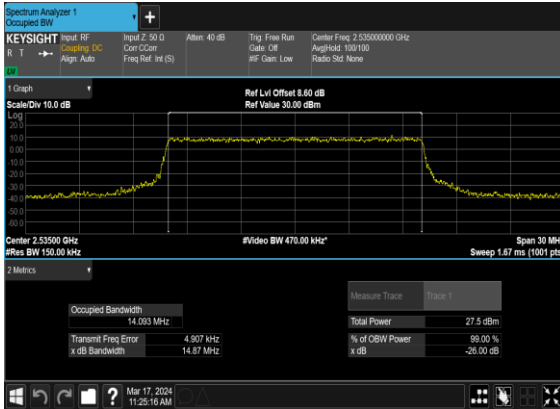 Spectrum Analyzer 1
Occupied BW
KEYSIGHT
R T
Input: RF
Coupling: DC
Align: Auto
Input Z: 50 Ω
Corr CCorr
Freq Ref: Int (S)
Atten: 40 dB
Trig: Free Run
Gate: Off
#IF Gain: Low
Center Freq: 2.535000000 GHz
Avg|Hold: 100/100
Radio Std: None
1 Graph
Scale/Div 10.0 dB
Ref Lvl Offset 8.60 dB
Ref Value 30.00 dBm
Log
20.0
10.0
0.00
-10.0
-20.0
-30.0
-40.0
-50.0
-60.0
Center 2.53500 GHz
#Res BW 150.00 kHz
#Video BW 470.00 kHz*
Span 30 MH
Sweep 1.67 ms (1001 pts
2 Metrics
Measure Trace Trace 1
Occupied Bandwidth
14.093 MHz
Total Power 27.5 dBm
Transmit Freq Error 4.907 kHz
% of OBW Power 99.00 %
x dB Bandwidth 14.87 MHz
x dB -26.00 dB
?
Mar 17, 2024
11:25:16 AM